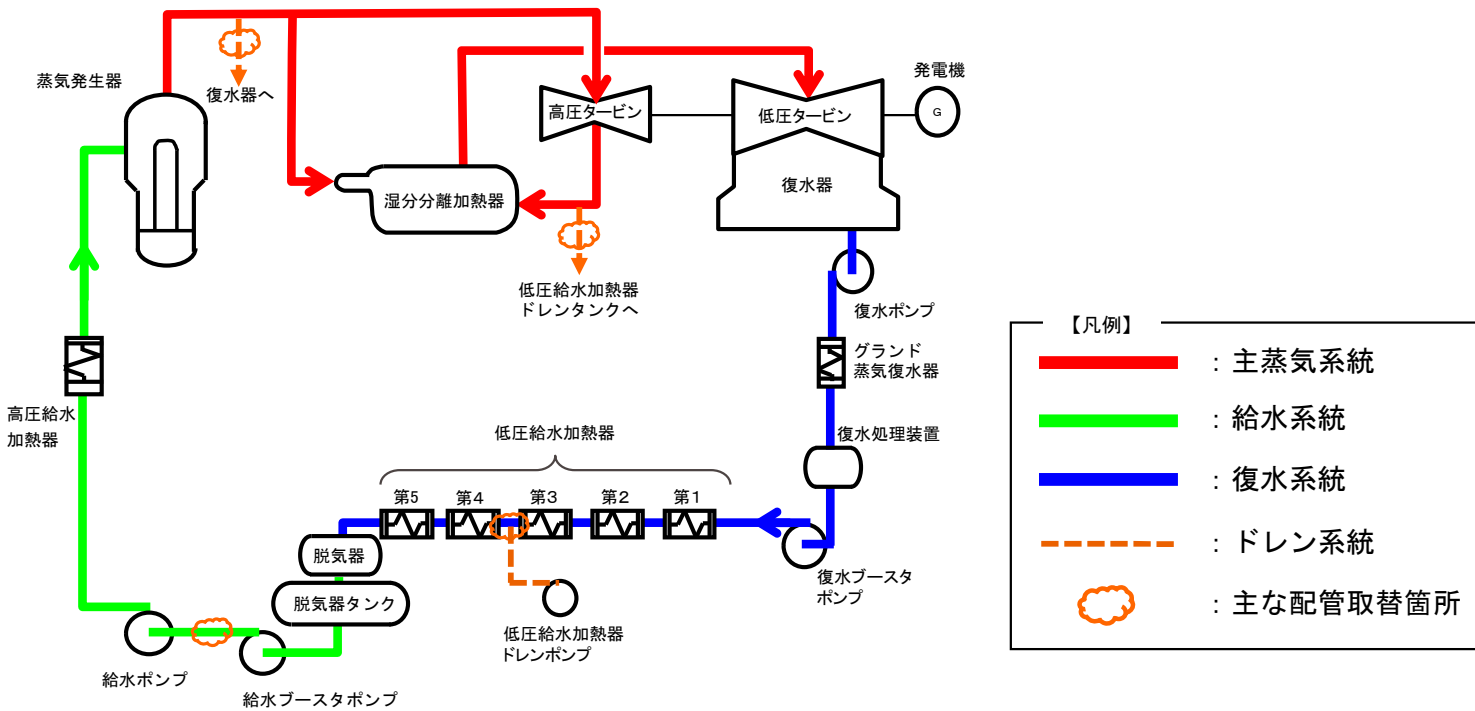 蒸気発生器
復水器へ
高圧タービン
低圧タービン
発電機
G
復水器
湿分分離加熱器
低圧給水加熱器
ドレンタンクへ
復水ポンプ
グランド
蒸気復水器
復水処理装置
高圧給水
加熱器
低圧給水加熱器
第5
第4
第3
第2
第1
脱気器
脱気器タンク
復水ブースタ
ポンプ
低圧給水加熱器
ドレンポンプ
給水ポンプ
給水ブースタポンプ
【凡例】
：主蒸気系統
：給水系統
：復水系統
：ドレン系統
：主な配管取替箇所